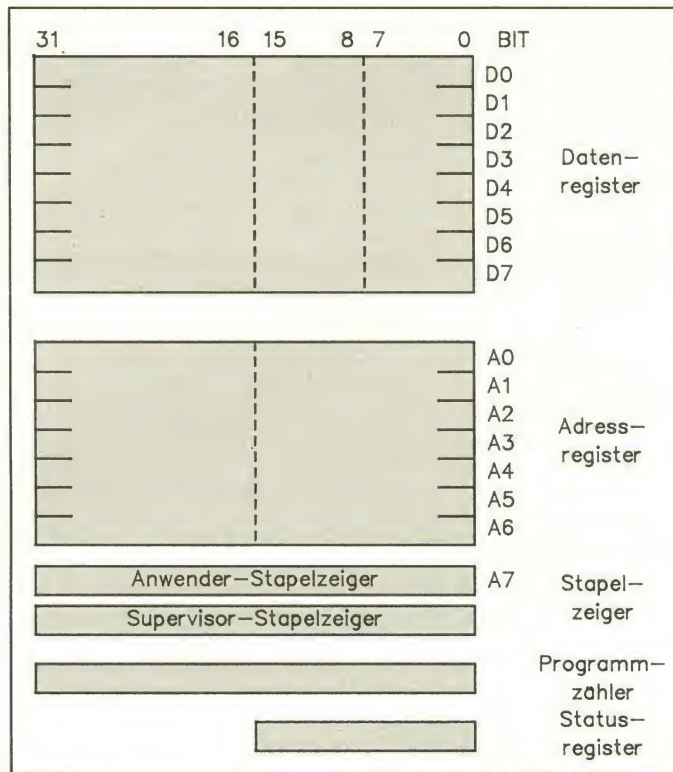 31 16 15 8 7 0 BIT
D0
D1
D2
D3
D4
D5
D6
D7
Daten-
register
A0
A1
A2
A3
A4
A5
A6
Adress-
register
Anwender-Stapelzeiger A7
Supervisor-Stapelzeiger
Stapel-
zeiger
Programm-
zähler
Status-
register